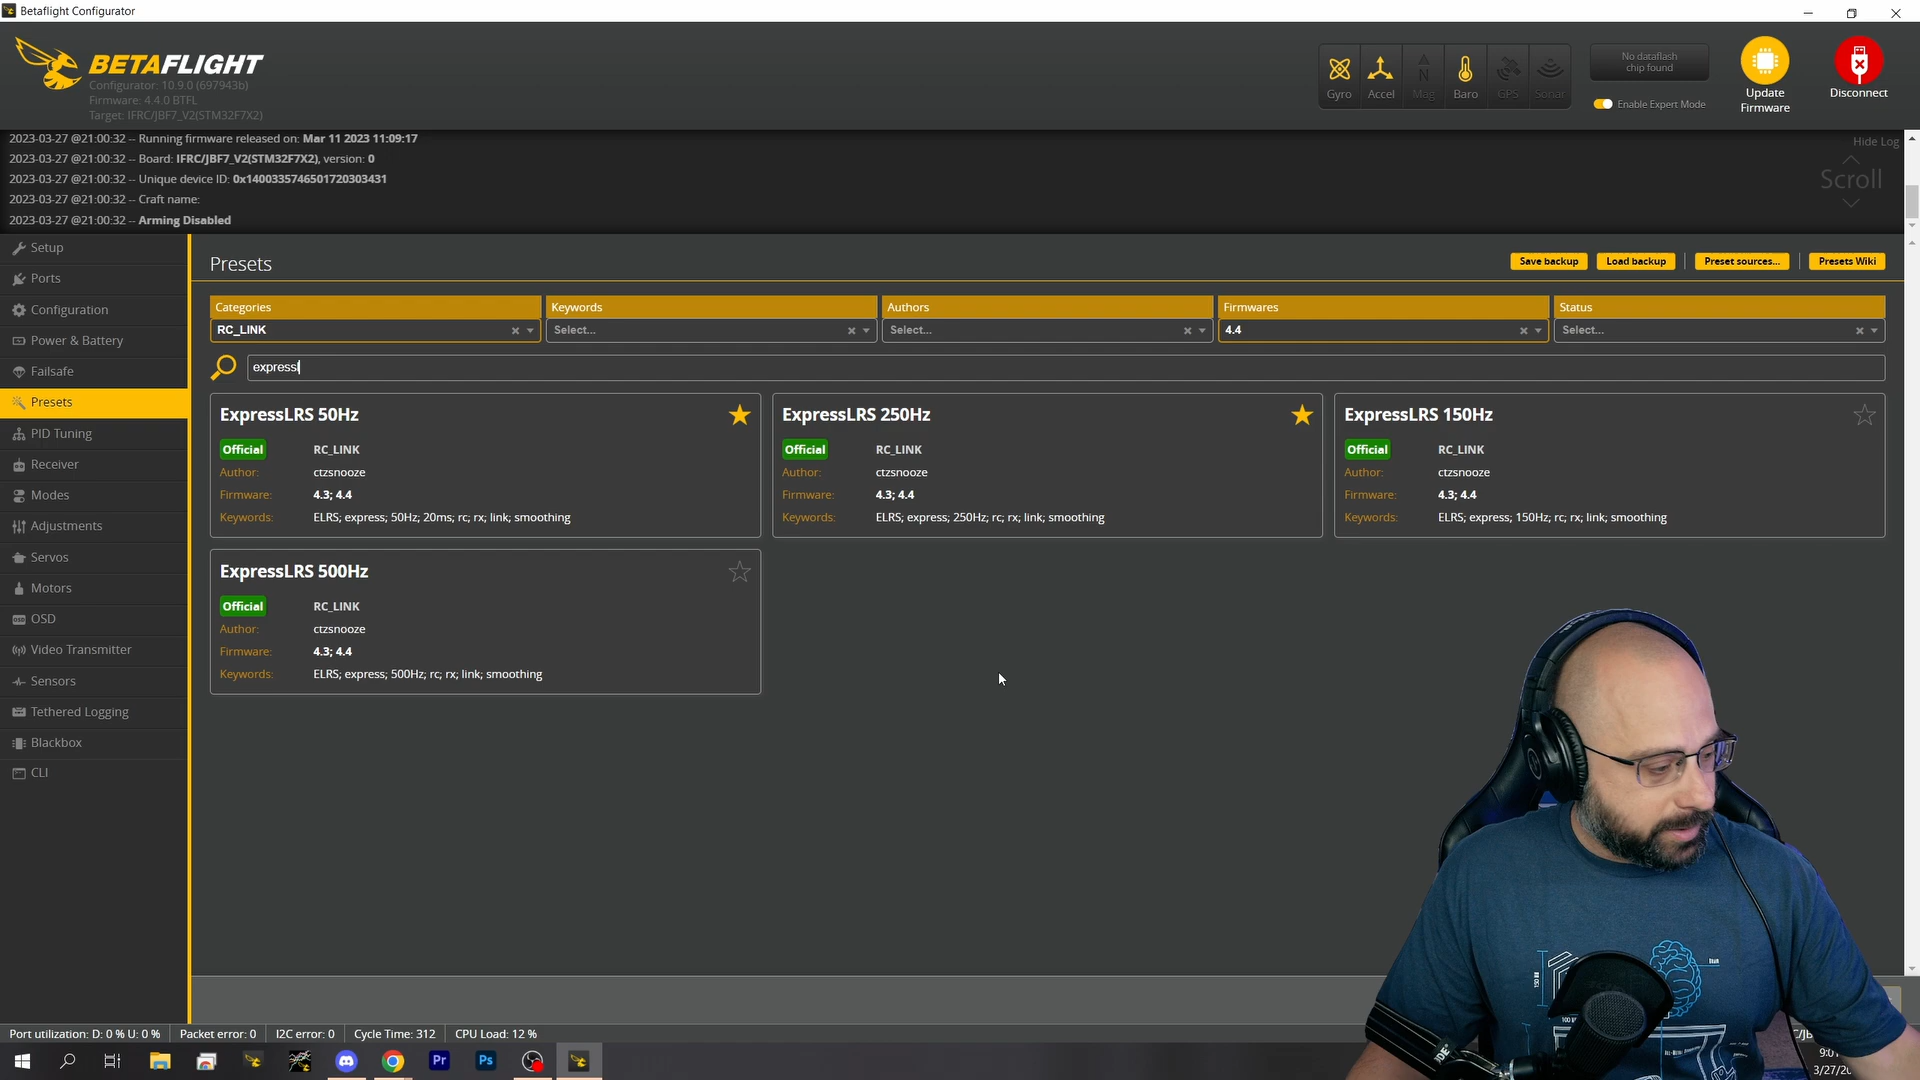 Betaflight Configurator
BETAFLIGHT
Configurator: 10.9.0 (697943b)
Firmware: 4.4.0 BTFL
Target: IFRC/JBF7_V2(STM32F7X2)
Gyro
Accel
Mag
Baro
GPS
Sonar
No dataflash
chip found
Enable Expert Mode
Update
Firmware
Disconnect
2023-03-27 @21:00:32 -- Running firmware released on: Mar 11 2023 11:09:17
2023-03-27 @21:00:32 -- Board: IFRC/JBF7_V2(STM32F7X2), version: 0
2023-03-27 @21:00:32 -- Unique device ID: 0x1400335746501720303431
2023-03-27 @21:00:32 -- Craft name:
2023-03-27 @21:00:32 -- Arming Disabled
Hide Log
Scroll
Setup
Ports
Configuration
Power & Battery
Failsafe
Presets
PID Tuning
Receiver
Modes
Adjustments
Servos
Motors
OSD
Video Transmitter
Sensors
Tethered Logging
Blackbox
CLI
Presets
Save backup
Load backup
Preset sources...
Presets Wiki
Categories
RC_LINK
Keywords
Select...
Authors
Select...
Firmwares
4.4
Status
Select...
expressl
ExpressLRS 50Hz
Official RC_LINK
Author: ctzsnooze
Firmware: 4.3; 4.4
Keywords: ELRS; express; 50Hz; 20ms; rc; rx; link; smoothing
ExpressLRS 250Hz
Official RC_LINK
Author: ctzsnooze
Firmware: 4.3; 4.4
Keywords: ELRS; express; 250Hz; rc; rx; link; smoothing
ExpressLRS 150Hz
Official RC_LINK
Author: ctzsnooze
Firmware: 4.3; 4.4
Keywords: ELRS; express; 150Hz; rc; rx; link; smoothing
ExpressLRS 500Hz
Official RC_LINK
Author: ctzsnooze
Firmware: 4.3; 4.4
Keywords: ELRS; express; 500Hz; rc; rx; link; smoothing
Port utilization: D: 0 % U: 0 %
Packet error: 0
I2C error: 0
Cycle Time: 312
CPU Load: 12 %
Pr
Ps